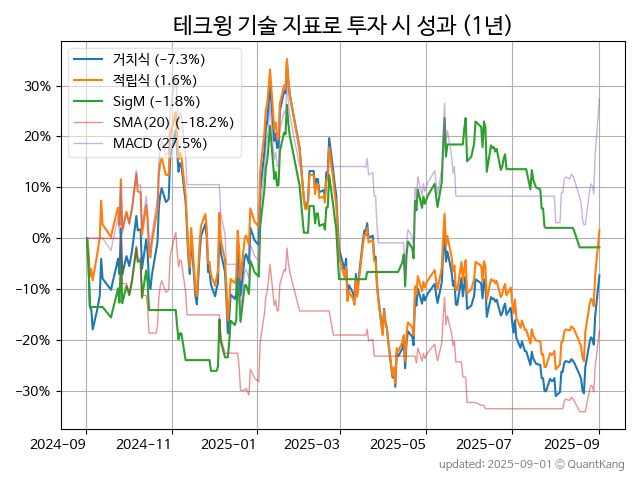 테크윙 기술 지표로 투자 시 성과 (1년)
거치식 (−7.3%)
적립식 (1.6%)
SigM (−1.8%)
SMA(20) (−18.2%)
MACD (27.5%)
30%
20%
10%
0%
−10%
−20%
−30%
2024-09 2024-11 2025-01 2025-03 2025-05 2025-07 2025-09
updated: 2025-09-01 © QuantKang